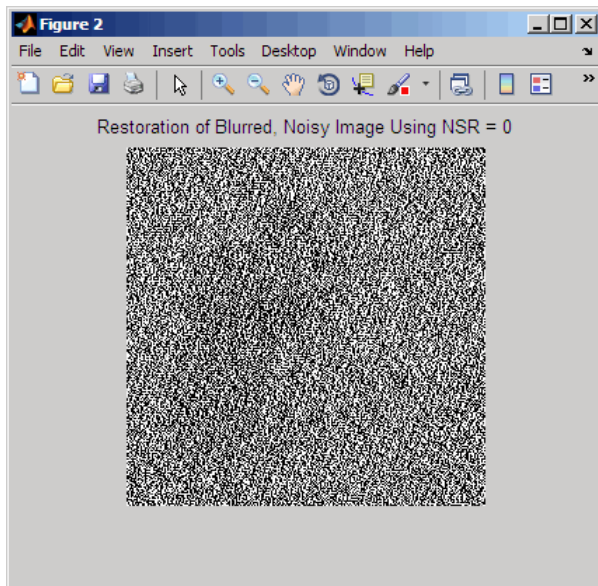 Figure 2
File Edit View Insert Tools Desktop Window Help
Restoration of Blurred, Noisy Image Using NSR = 0